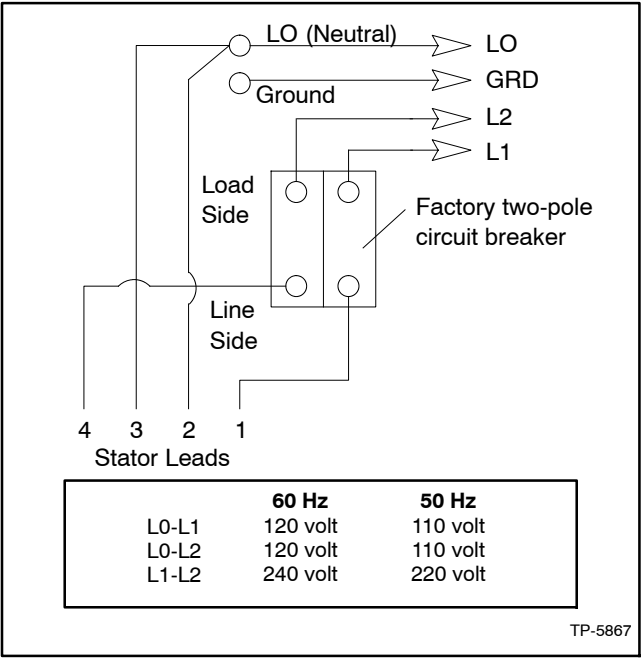 LO (Neutral)
LO
GRD
Ground
L2
L1
Load
Side
Factory two-pole
circuit breaker
Line
Side
4 3 2 1
Stator Leads
60 Hz 50 Hz
L0-L1 120 volt 110 volt
L0-L2 120 volt 110 volt
L1-L2 240 volt 220 volt
TP-5867